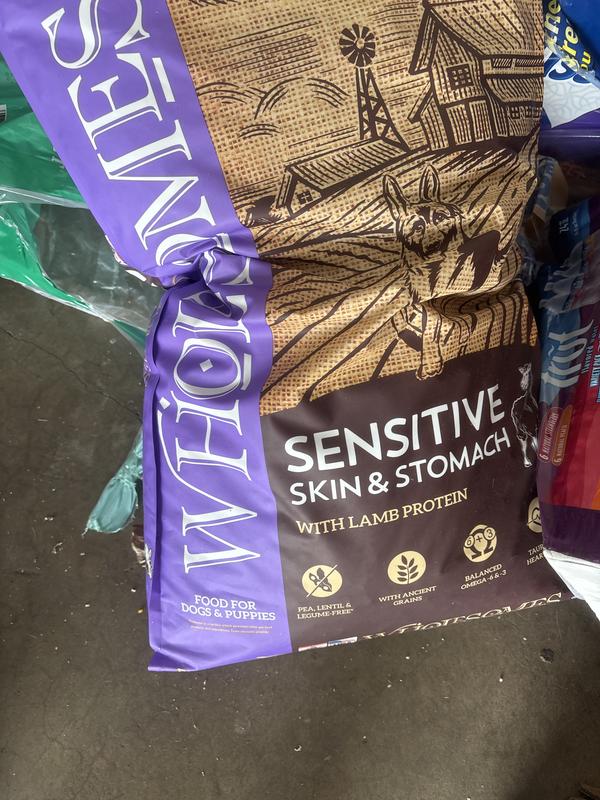 WHOLESOMES
SENSITIVE
SKIN & STOMACH
WITH LAMB PROTEIN
PEA, LENTIL &
LEGUME-FREE*
WITH ANCIENT
GRAINS
BALANCED
OMEGA-6 & -3
FOOD FOR
DOGS & PUPPIES
WHOLESOMES